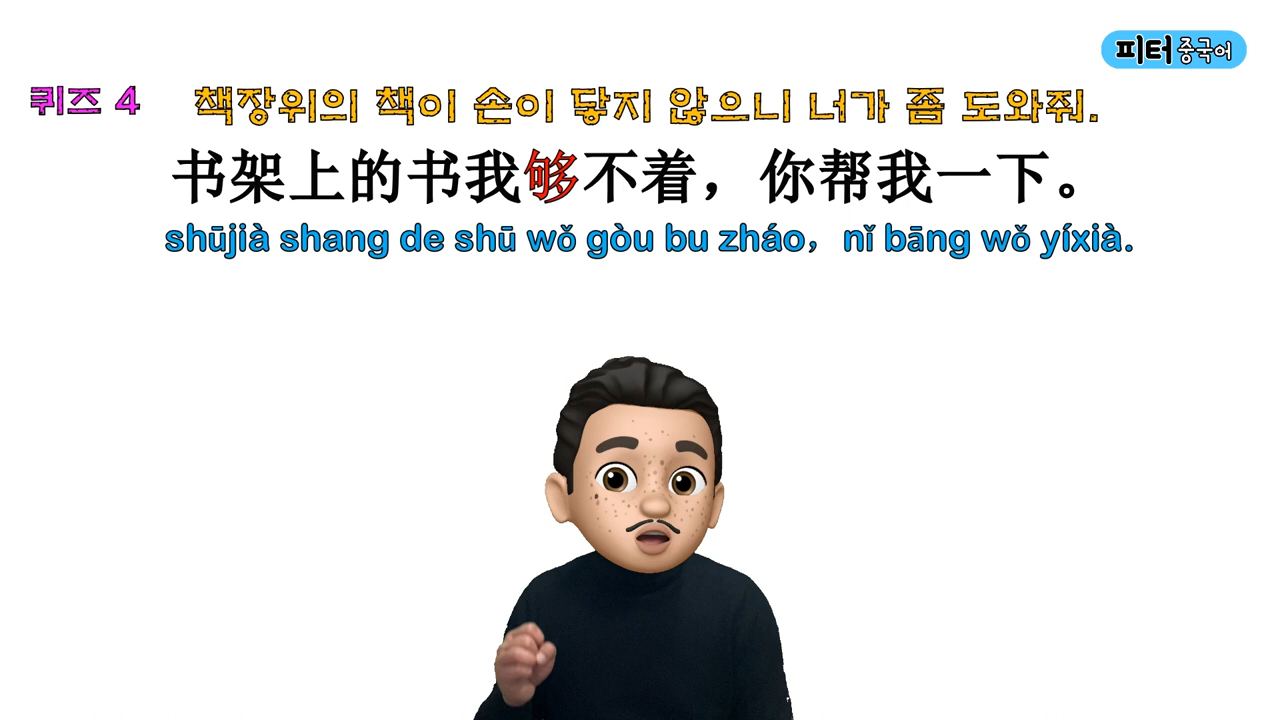 피터 중국어
퀴즈 4 책장위의 책이 손이 닿지 않으니 너가 좀 도와줘.
书架上的书我够不着，你帮我一下。
shūjià shang de shū wǒ gòu bu zháo，nǐ bāng wǒ yíxià.